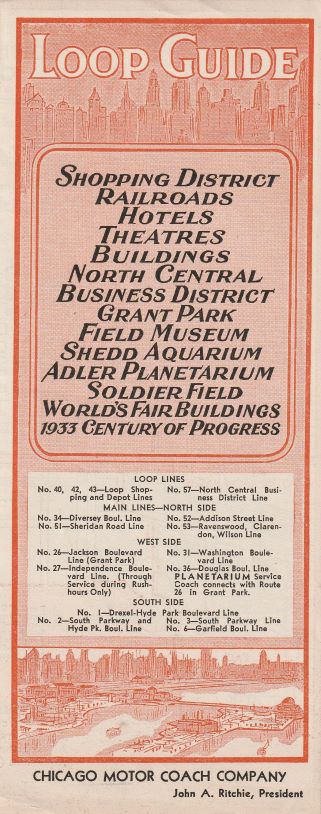 LOOP GUIDE
SHOPPING DISTRICT
RAILROADS
HOTELS
THEATRES
BUILDINGS
NORTH CENTRAL
BUSINESS DISTRICT
GRANT PARK
FIELD MUSEUM
SHEDD AQUARIUM
ADLER PLANETARIUM
SOLDIER FIELD
WORLD'S FAIR BUILDINGS
1933 CENTURY OF PROGRESS
LOOP LINES
No. 40, 42, 43—Loop Shop-
ping and Depot Lines
No. 57—North Central Busi-
ness District Line
MAIN LINES—NORTH SIDE
No. 34—Diversey Boul. Line
No. 51—Sheridan Road Line
No. 52—Addison Street Line
No. 53—Ravenswood, Claren-
don, Wilson Line
WEST SIDE
No. 26—Jackson Boulevard
Line (Grant Park)
No. 27—Independence Boule-
vard Line. (Through
Service during Rush-
hours Only)
No. 31—Washington Boule-
vard Line
No. 36—Douglas Boul. Line
PLANETARIUM Service
Coach connects with Route
26 in Grant Park.
SOUTH SIDE
No. 1—Drexel-Hyde Park Boulevard Line
No. 2—South Parkway and
Hyde Pk. Boul. Line
No. 3—South Parkway Line
No. 6—Garfield Boul. Line
CHICAGO MOTOR COACH COMPANY
John A. Ritchie, President